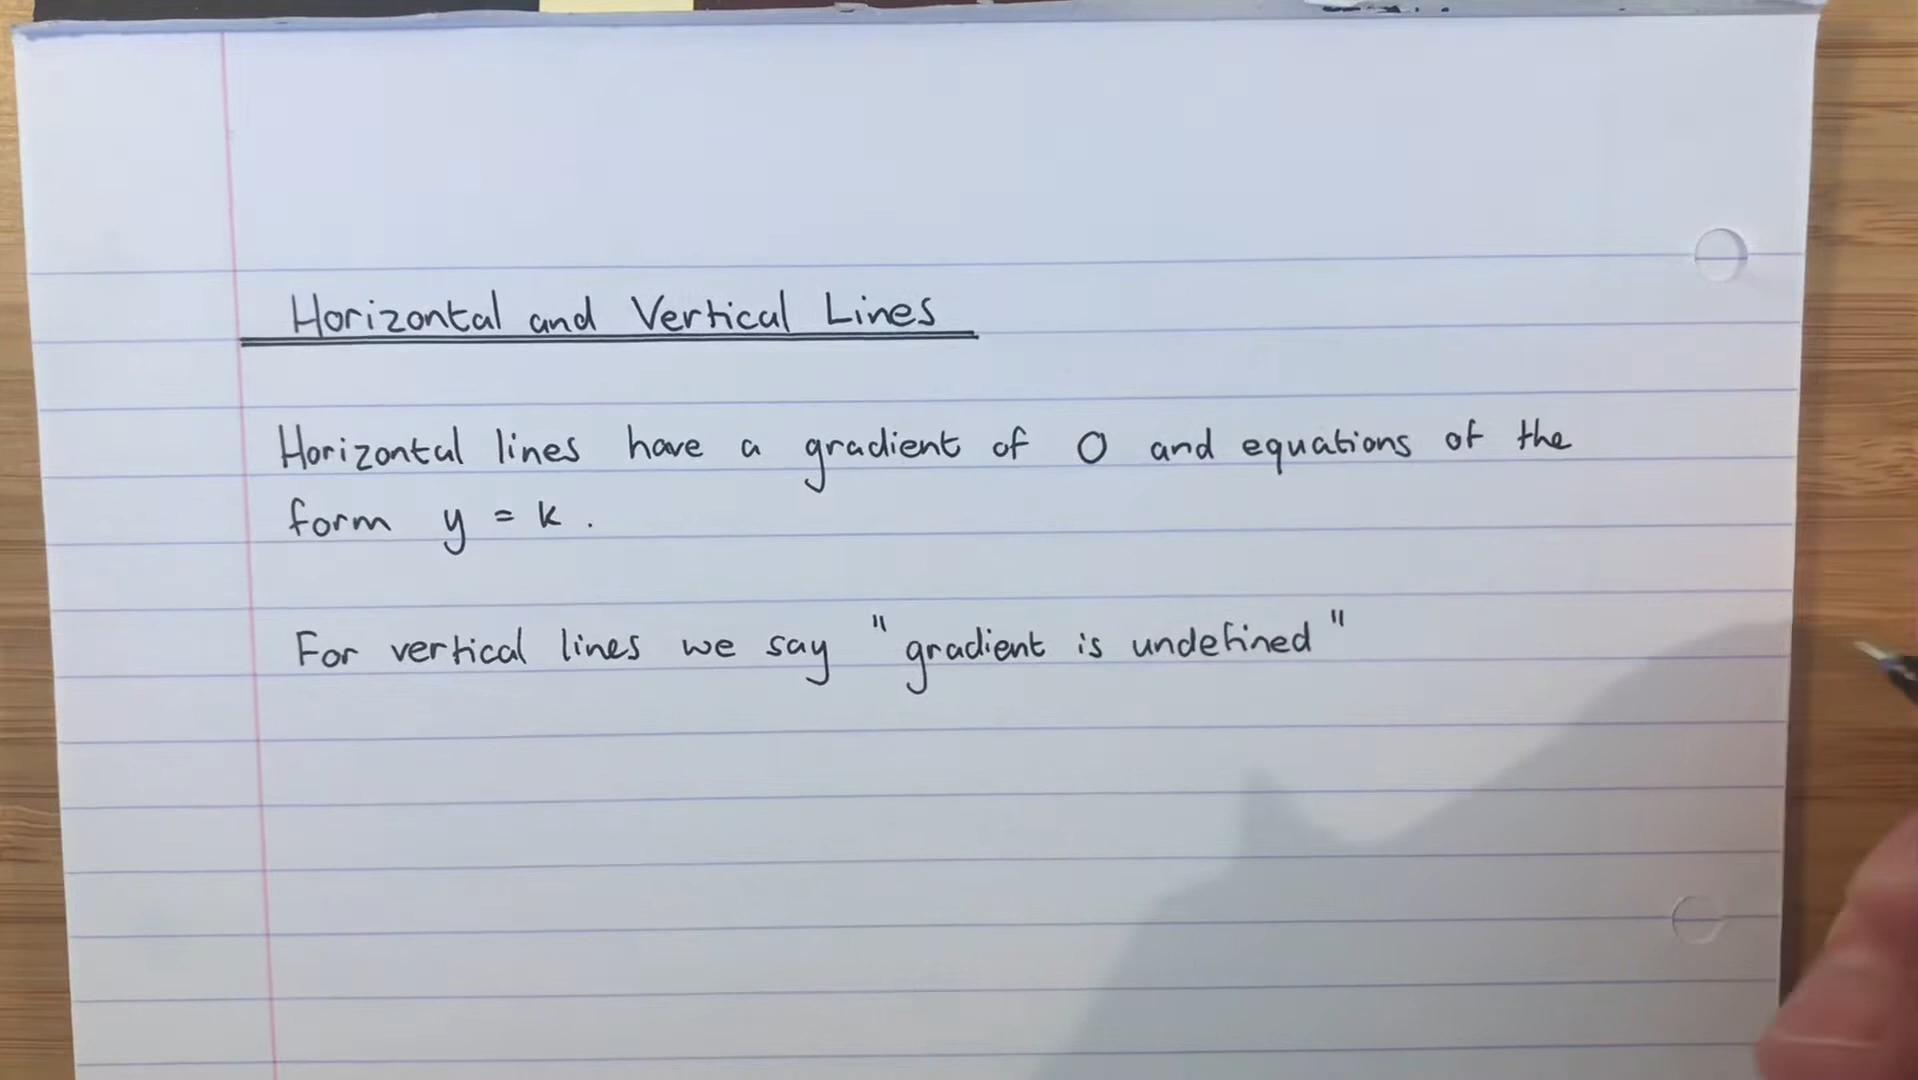 Horizontal and Vertical Lines
Horizontal lines have a gradient of 0 and equations of the
form y = k .
For vertical lines we say "gradient is undefined"